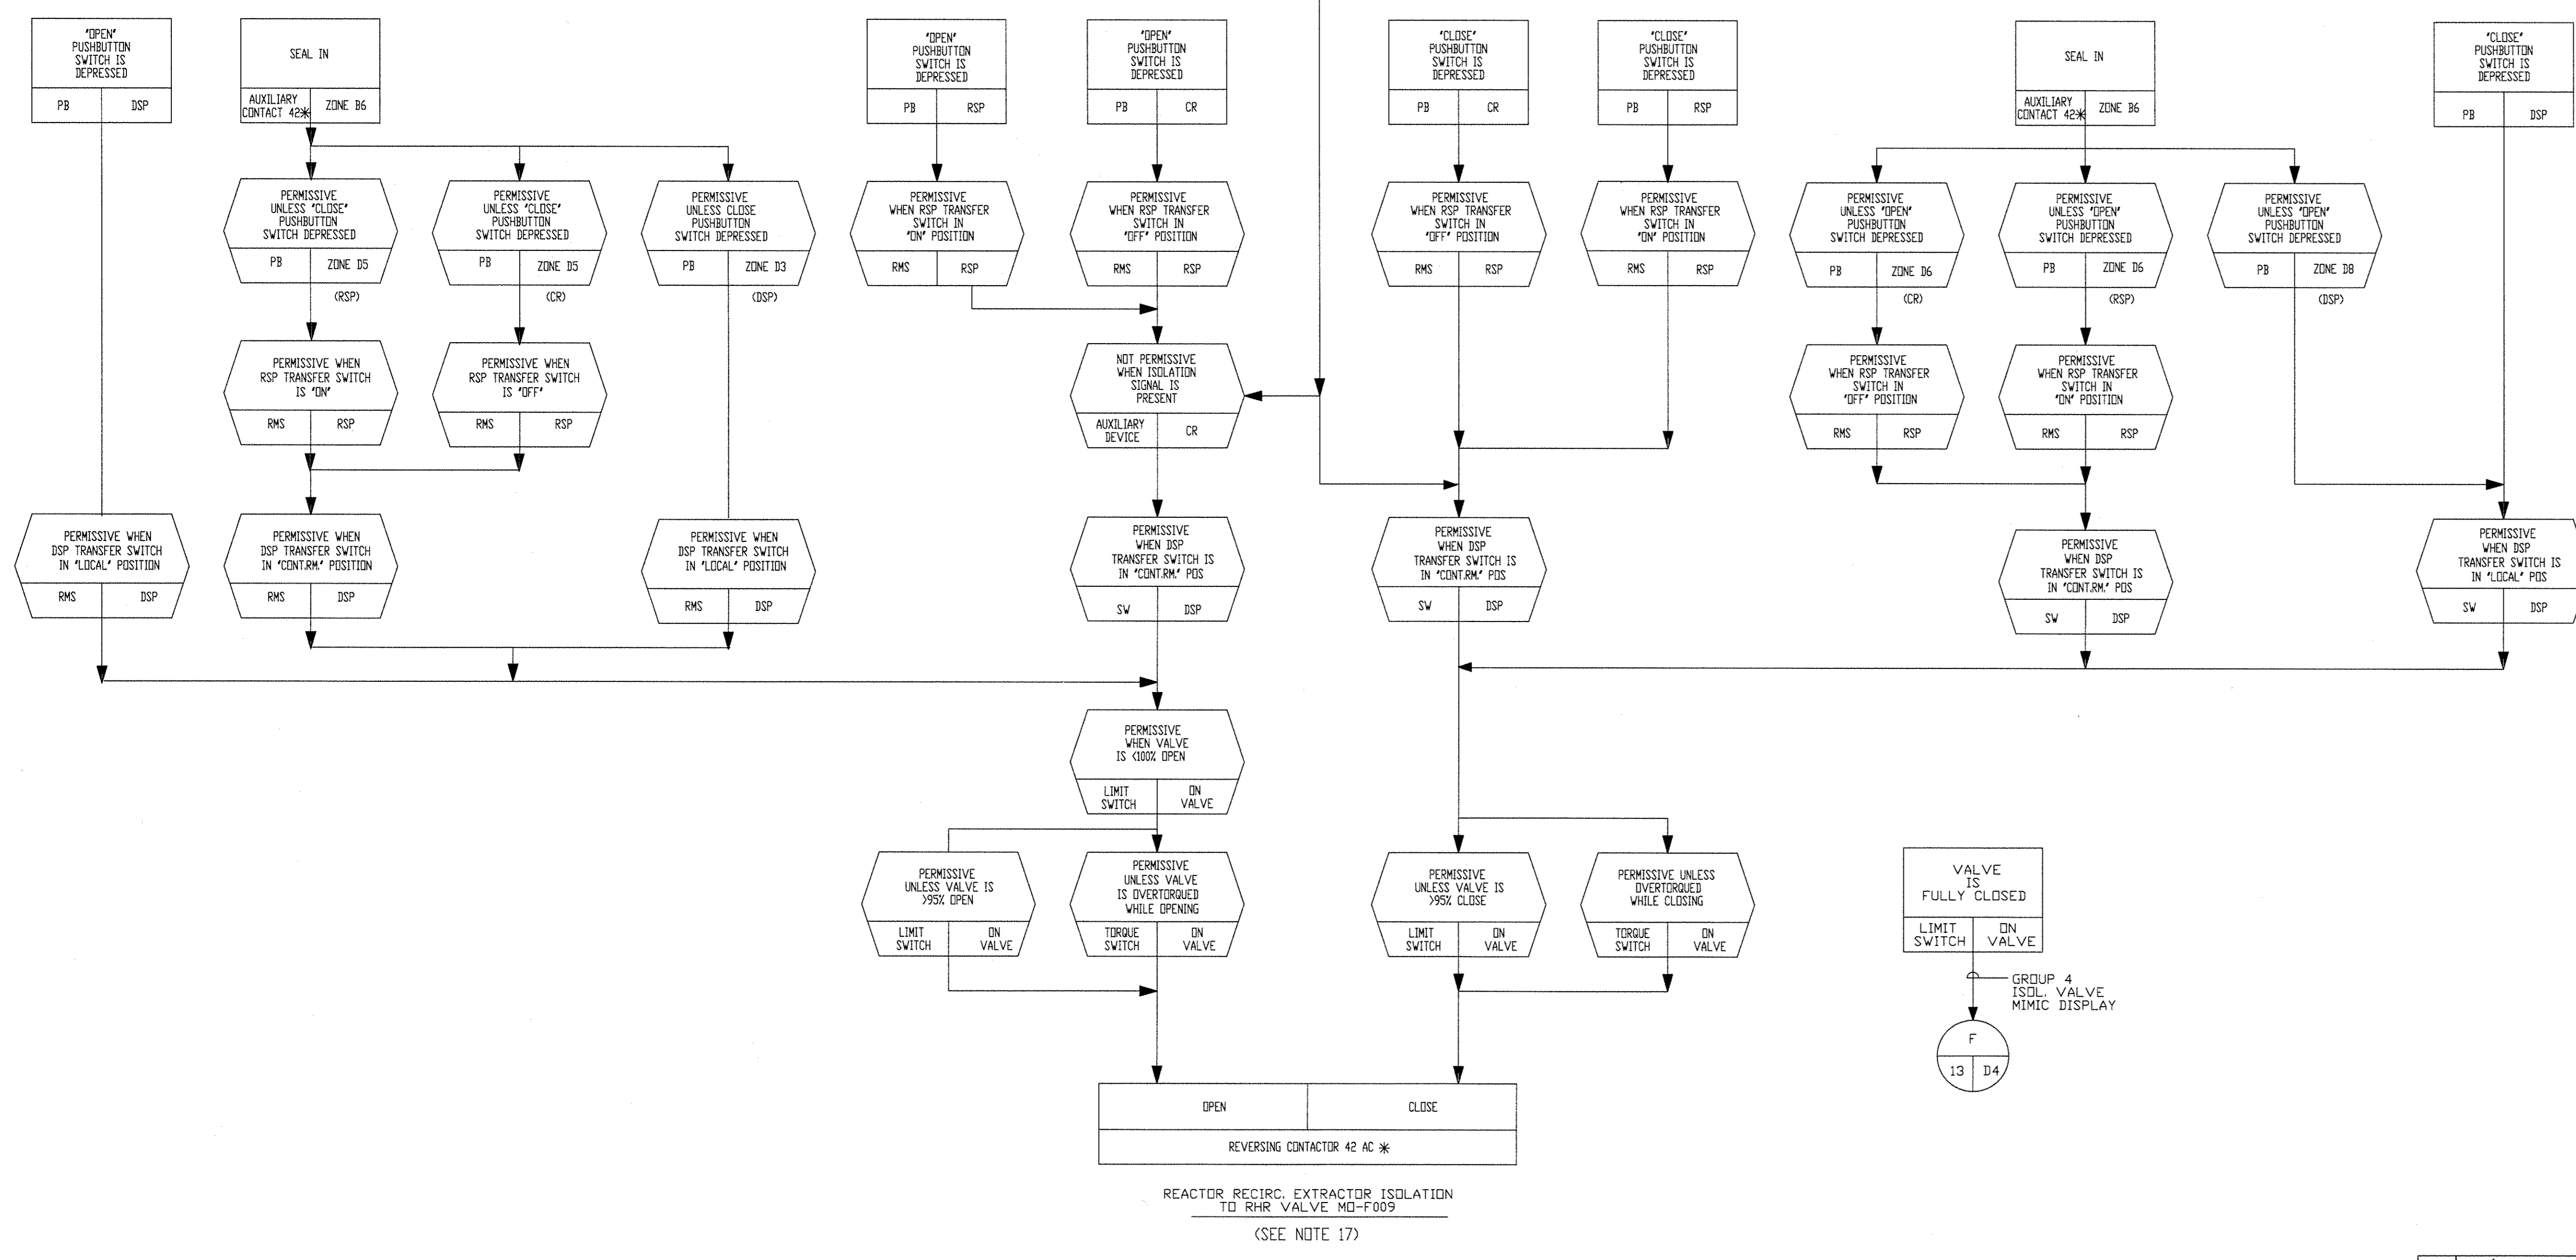 "OPEN"
PUSHBUTTON
SWITCH IS
DEPRESSED
PB DSP
SEAL IN
AUXILIARY
CONTACT 42*
ZONE B6
"OPEN"
PUSHBUTTON
SWITCH IS
DEPRESSED
PB RSP
"OPEN"
PUSHBUTTON
SWITCH IS
DEPRESSED
PB CR
"CLOSE"
PUSHBUTTON
SWITCH IS
DEPRESSED
PB CR
"CLOSE"
PUSHBUTTON
SWITCH IS
DEPRESSED
PB RSP
SEAL IN
AUXILIARY
CONTACT 42*
ZONE B6
"CLOSE"
PUSHBUTTON
SWITCH IS
DEPRESSED
PB DSP
PERMISSIVE
UNLESS "CLOSE"
PUSHBUTTON
SWITCH DEPRESSED
PB ZONE D5
(RSP)
PERMISSIVE
UNLESS "CLOSE"
PUSHBUTTON
SWITCH DEPRESSED
PB ZONE D5
(CR)
PERMISSIVE
UNLESS CLOSE
PUSHBUTTON
SWITCH DEPRESSED
PB ZONE D3
(DSP)
PERMISSIVE
WHEN RSP TRANSFER
SWITCH IN
"ON" POSITION
RMS RSP
PERMISSIVE
WHEN RSP TRANSFER
SWITCH IN
"OFF" POSITION
RMS RSP
PERMISSIVE
WHEN RSP TRANSFER
SWITCH IN
"OFF" POSITION
RMS RSP
PERMISSIVE
WHEN RSP TRANSFER
SWITCH IN
"ON" POSITION
RMS RSP
PERMISSIVE
UNLESS "OPEN"
PUSHBUTTON
SWITCH DEPRESSED
PB ZONE D6
(CR)
PERMISSIVE
UNLESS "OPEN"
PUSHBUTTON
SWITCH DEPRESSED
PB ZONE D6
(RSP)
PERMISSIVE
UNLESS "OPEN"
PUSHBUTTON
SWITCH DEPRESSED
PB ZONE D8
(DSP)
PERMISSIVE WHEN
RSP TRANSFER SWITCH
IS "ON"
RMS RSP
PERMISSIVE WHEN
RSP TRANSFER SWITCH
IS "OFF"
RMS RSP
NOT PERMISSIVE
WHEN ISOLATION
SIGNAL IS
PRESENT
AUXILIARY
DEVICE
CR
PERMISSIVE
WHEN RSP TRANSFER
SWITCH IN
"OFF" POSITION
RMS RSP
PERMISSIVE
WHEN RSP TRANSFER
SWITCH IN
"ON" POSITION
RMS RSP
PERMISSIVE WHEN
DSP TRANSFER SWITCH
IN "LOCAL" POSITION
RMS DSP
PERMISSIVE WHEN
DSP TRANSFER SWITCH
IN "CONT.RM." POSITION
RMS DSP
PERMISSIVE WHEN
DSP TRANSFER SWITCH
IN "LOCAL" POSITION
RMS DSP
PERMISSIVE
WHEN DSP
TRANSFER SWITCH IS
IN "CONT.RM." POS
SW DSP
PERMISSIVE
WHEN DSP
TRANSFER SWITCH IS
IN "CONT.RM." POS
SW DSP
PERMISSIVE
WHEN DSP
TRANSFER SWITCH IS
IN "CONT.RM." POS
SW DSP
PERMISSIVE
WHEN DSP
TRANSFER SWITCH IS
IN "LOCAL" POS
SW DSP
PERMISSIVE
WHEN VALVE
IS <100% OPEN
LIMIT
SWITCH
ON
VALVE
PERMISSIVE
UNLESS VALVE IS
>95% OPEN
LIMIT
SWITCH
ON
VALVE
PERMISSIVE
UNLESS VALVE
IS OVERTORQUED
WHILE OPENING
TORQUE
SWITCH
ON
VALVE
PERMISSIVE
UNLESS VALVE IS
>95% CLOSE
LIMIT
SWITCH
ON
VALVE
PERMISSIVE UNLESS
OVERTORQUED
WHILE CLOSING
TORQUE
SWITCH
ON
VALVE
VALVE
IS
FULLY CLOSED
LIMIT
SWITCH
ON
VALVE
GROUP 4
ISOL. VALVE
MIMIC DISPLAY
F
13 D4
OPEN CLOSE
REVERSING CONTACTOR 42 AC *
REACTOR RECIRC. EXTRACTOR ISOLATION
TO RHR VALVE MO-F009
(SEE NOTE 17)